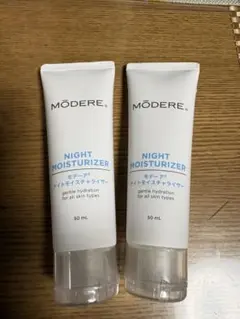 MODERE®
NIGHT
MOISTURIZER
モデーア®
ナイトモイスチャライザー
gentle hydration
for all skin types
50 mL
MODERE®
NIGHT
MOISTURIZER
モデーア®
ナイトモイスチャライザー
gentle hydration
for all skin types
50 mL